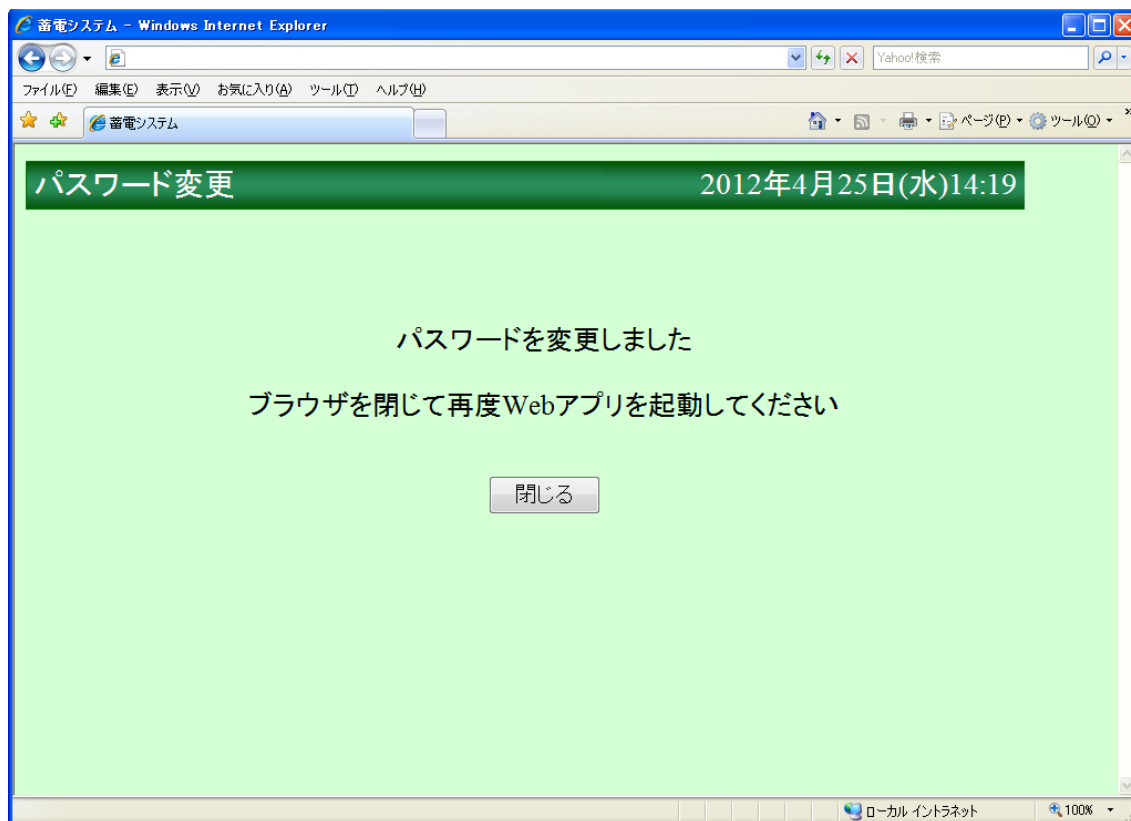 蓄電システム - Windows Internet Explorer
Yahoo!検索
ファイル(F) 編集(E) 表示(V) お気に入り(A) ツール(T) ヘルプ(H)
蓄電システム ページ(P) ツール(O) »
パスワード変更 2012年4月25日(水)14:19
パスワードを変更しました
ブラウザを閉じて再度Webアプリを起動してください
閉じる
ローカル イントラネット 100%